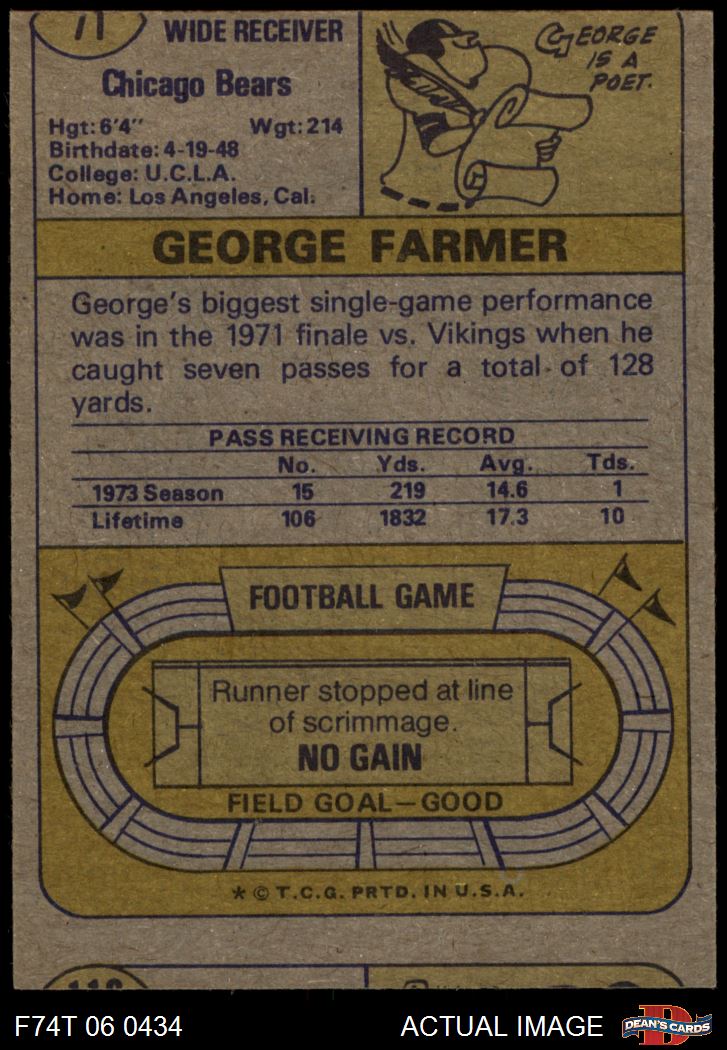 WIDE RECEIVER
Chicago Bears
Hgt: 6'4" Wgt: 214
Birthdate: 4-19-48
College: U.C.L.A.
Home: Los Angeles, Cal.
GEORGE
IS A
POET.
GEORGE FARMER
George's biggest single-game performance
was in the 1971 finale vs. Vikings when he
caught seven passes for a total of 128
yards.
PASS RECEIVING RECORD
No. Yds. Avg. Tds.
1973 Season 15 219 14.6 1
Lifetime 106 1832 17.3 10
FOOTBALL GAME
Runner stopped at line
of scrimmage.
NO GAIN
FIELD GOAL—GOOD
* © T.C.G. PRTD. IN U.S.A.
F74T 06 0434
ACTUAL IMAGE
DEAN'S CARDS